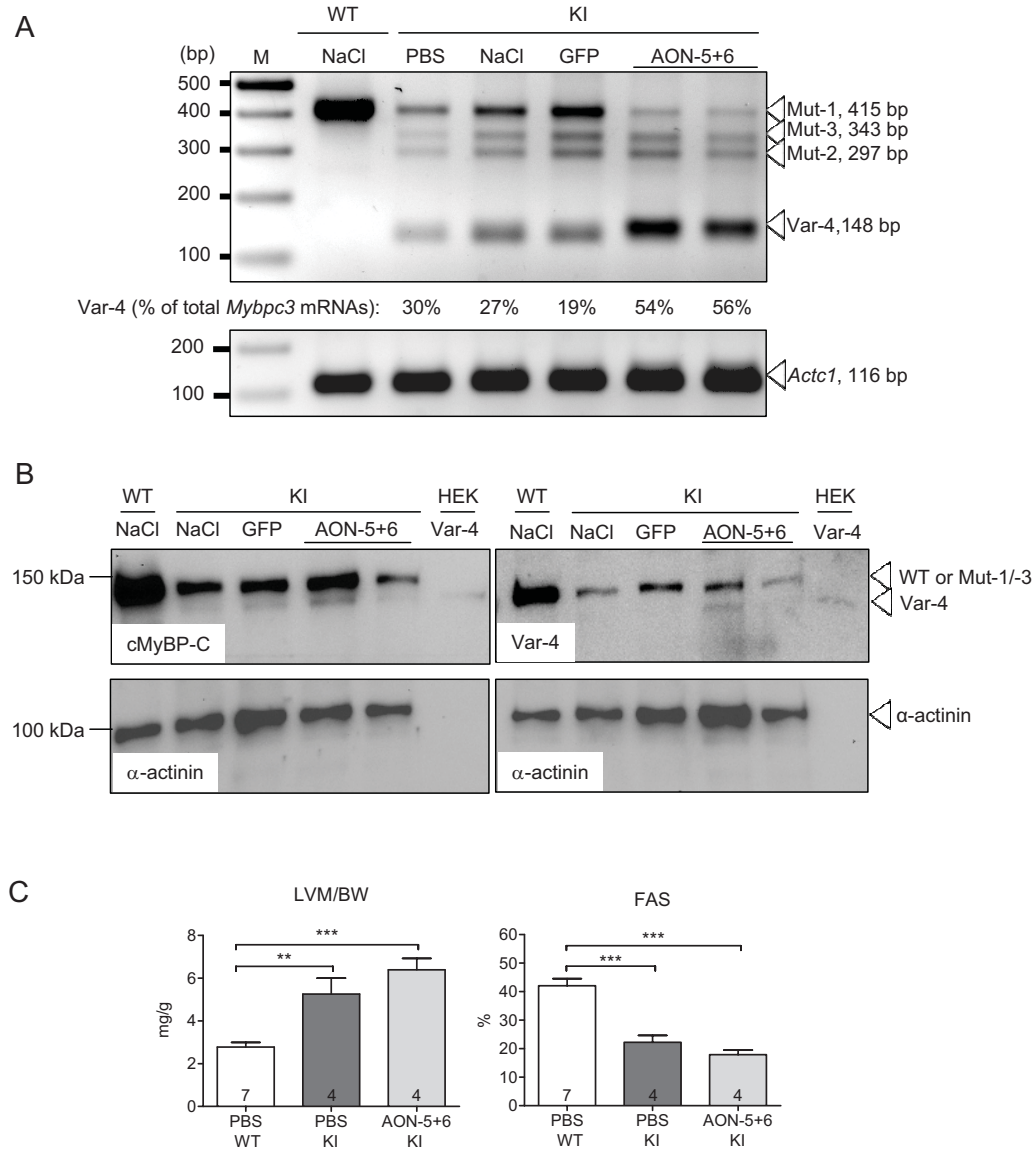 A
WT KI
(bp) M NaCl PBS NaCl GFP AON-5+6
500
400
300
200
100
Mut-1, 415 bp
Mut-3, 343 bp
Mut-2, 297 bp
Var-4,148 bp
Var-4 (% of total Mybpc3 mRNAs): 30% 27% 19% 54% 56%
200
100
Actc1, 116 bp
B
WT KI HEK
NaCl NaCl GFP AON-5+6 Var-4
150 kDa
cMyBP-C
100 kDa
α-actinin
WT KI HEK
NaCl NaCl GFP AON-5+6 Var-4
WT or Mut-1/-3
Var-4
Var-4
α-actinin
α-actinin
C
LVM/BW
mg/g
8
6
4
2
0
**
***
7 4 4
PBS PBS AON-5+6
WT KI KI
FAS
%
60
50
40
30
20
10
0
***
***
7 4 4
PBS PBS AON-5+6
WT KI KI